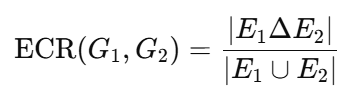 ECR(G₁, G₂) = |E₁ΔE₂| / |E₁ ∪ E₂|